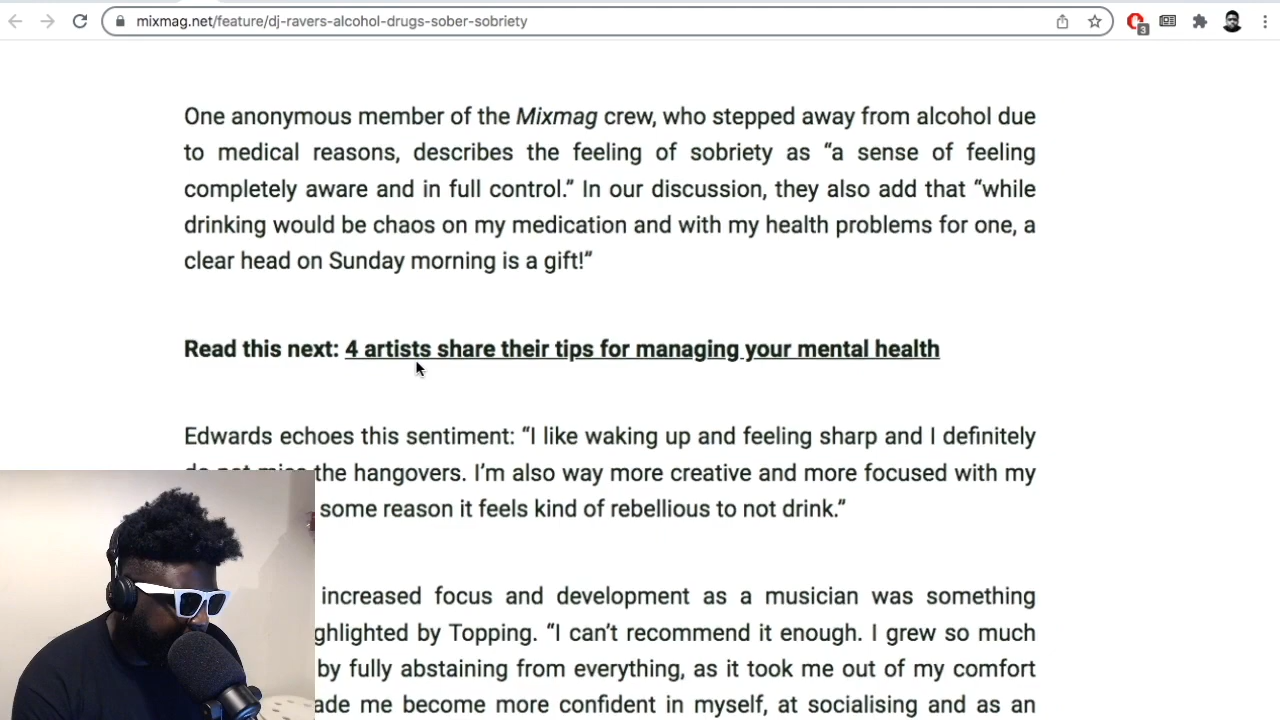 mixmag.net/feature/dj-ravers-alcohol-drugs-sober-sobriety
3
One anonymous member of the Mixmag crew, who stepped away from alcohol due
to medical reasons, describes the feeling of sobriety as “a sense of feeling
completely aware and in full control.” In our discussion, they also add that “while
drinking would be chaos on my medication and with my health problems for one, a
clear head on Sunday morning is a gift!”
Read this next: 4 artists share their tips for managing your mental health
Edwards echoes this sentiment: “I like waking up and feeling sharp and I definitely
do not miss the hangovers. I’m also way more creative and more focused with my
some reason it feels kind of rebellious to not drink.”
increased focus and development as a musician was something
ghlighted by Topping. “I can’t recommend it enough. I grew so much
by fully abstaining from everything, as it took me out of my comfort
ade me become more confident in myself, at socialising and as an